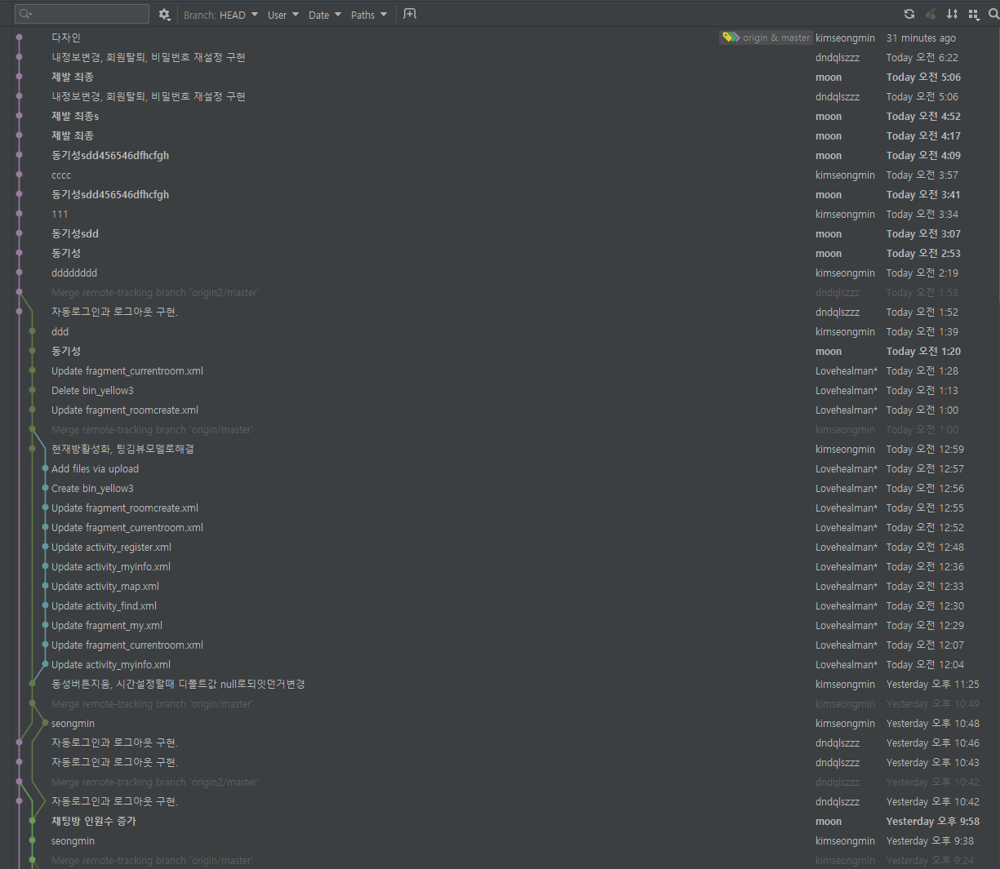 Branch: HEAD User Date Paths
다자인 origin & master kimseongmin 31 minutes ago
내정보변경, 회원탈퇴, 비밀번호 재설정 구현 dndqlszzz Today 오전 6:22
제발 최종 moon Today 오전 5:06
내정보변경, 회원탈퇴, 비밀번호 재설정 구현 dndqlszzz Today 오전 5:06
제발 최종s moon Today 오전 4:52
제발 최종 moon Today 오전 4:17
동기성sdd456546dfhcfgh moon Today 오전 4:09
cccc kimseongmin Today 오전 3:57
동기성sdd456546dfhcfgh moon Today 오전 3:41
111 kimseongmin Today 오전 3:34
동기성sdd moon Today 오전 3:07
동기성 moon Today 오전 2:53
dddddddd kimseongmin Today 오전 2:19
Merge remote-tracking branch 'origin2/master' dndqlszzz Today 오전 1:53
자동로그인과 로그아웃 구현. dndqlszzz Today 오전 1:52
ddd kimseongmin Today 오전 1:39
동기성 moon Today 오전 1:20
Update fragment_currentroom.xml Lovehealman* Today 오전 1:28
Delete bin_yellow3 Lovehealman* Today 오전 1:13
Update fragment_roomcreate.xml Lovehealman* Today 오전 1:00
Merge remote-tracking branch 'origin/master' kimseongmin Today 오전 1:00
현재방활성화, 팅김뷰모델로해결 kimseongmin Today 오전 12:59
Add files via upload Lovehealman* Today 오전 12:57
Create bin_yellow3 Lovehealman* Today 오전 12:56
Update fragment_roomcreate.xml Lovehealman* Today 오전 12:55
Update fragment_currentroom.xml Lovehealman* Today 오전 12:52
Update activity_register.xml Lovehealman* Today 오전 12:48
Update activity_myinfo.xml Lovehealman* Today 오전 12:36
Update activity_map.xml Lovehealman* Today 오전 12:33
Update activity_find.xml Lovehealman* Today 오전 12:30
Update fragment_my.xml Lovehealman* Today 오전 12:29
Update fragment_currentroom.xml Lovehealman* Today 오전 12:07
Update activity_myinfo.xml Lovehealman* Today 오전 12:04
동성버튼지움, 시간설정할때 디폴트값 null로되잇던거변경 kimseongmin Yesterday 오후 11:25
Merge remote-tracking branch 'origin/master' kimseongmin Yesterday 오후 10:49
seongmin kimseongmin Yesterday 오후 10:48
자동로그인과 로그아웃 구현. dndqlszzz Yesterday 오후 10:46
자동로그인과 로그아웃 구현. dndqlszzz Yesterday 오후 10:43
Merge remote-tracking branch 'origin2/master' dndqlszzz Yesterday 오후 10:42
자동로그인과 로그아웃 구현. dndqlszzz Yesterday 오후 10:42
채팅방 인원수 증가 moon Yesterday 오후 9:58
seongmin kimseongmin Yesterday 오후 9:38
Merge remote-tracking branch 'origin/master' kimseongmin Yesterday 오후 9:24